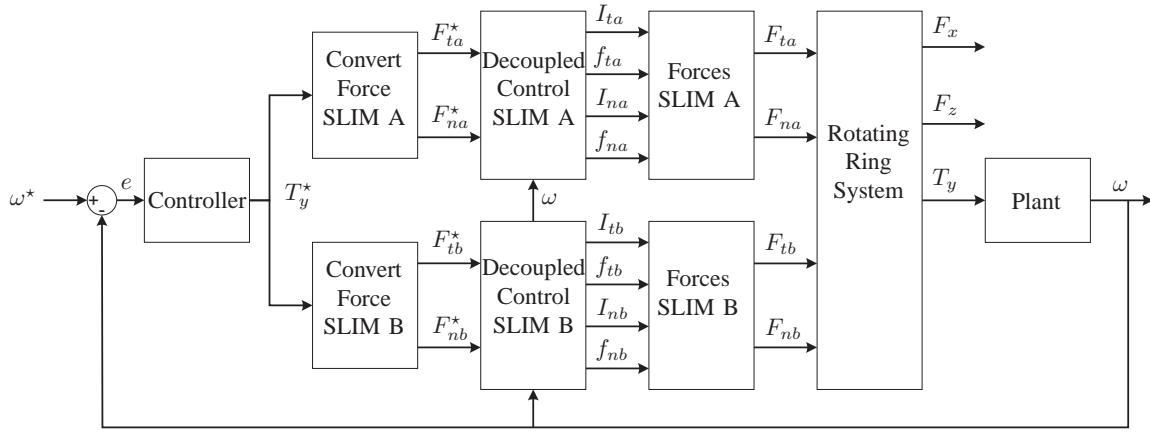 ω* + - e
Controller
T*y
Convert
Force
SLIM A
F*ta
F*na
Decoupled
Control
SLIM A
Ita
fta
Ina
fna
Forces
SLIM A
Fta
Fna
ω
Convert
Force
SLIM B
F*tb
F*nb
Decoupled
Control
SLIM B
Itb
ftb
Inb
fnb
Forces
SLIM B
Ftb
Fnb
Rotating
Ring
System
Fx
Fz
Ty
Plant
ω